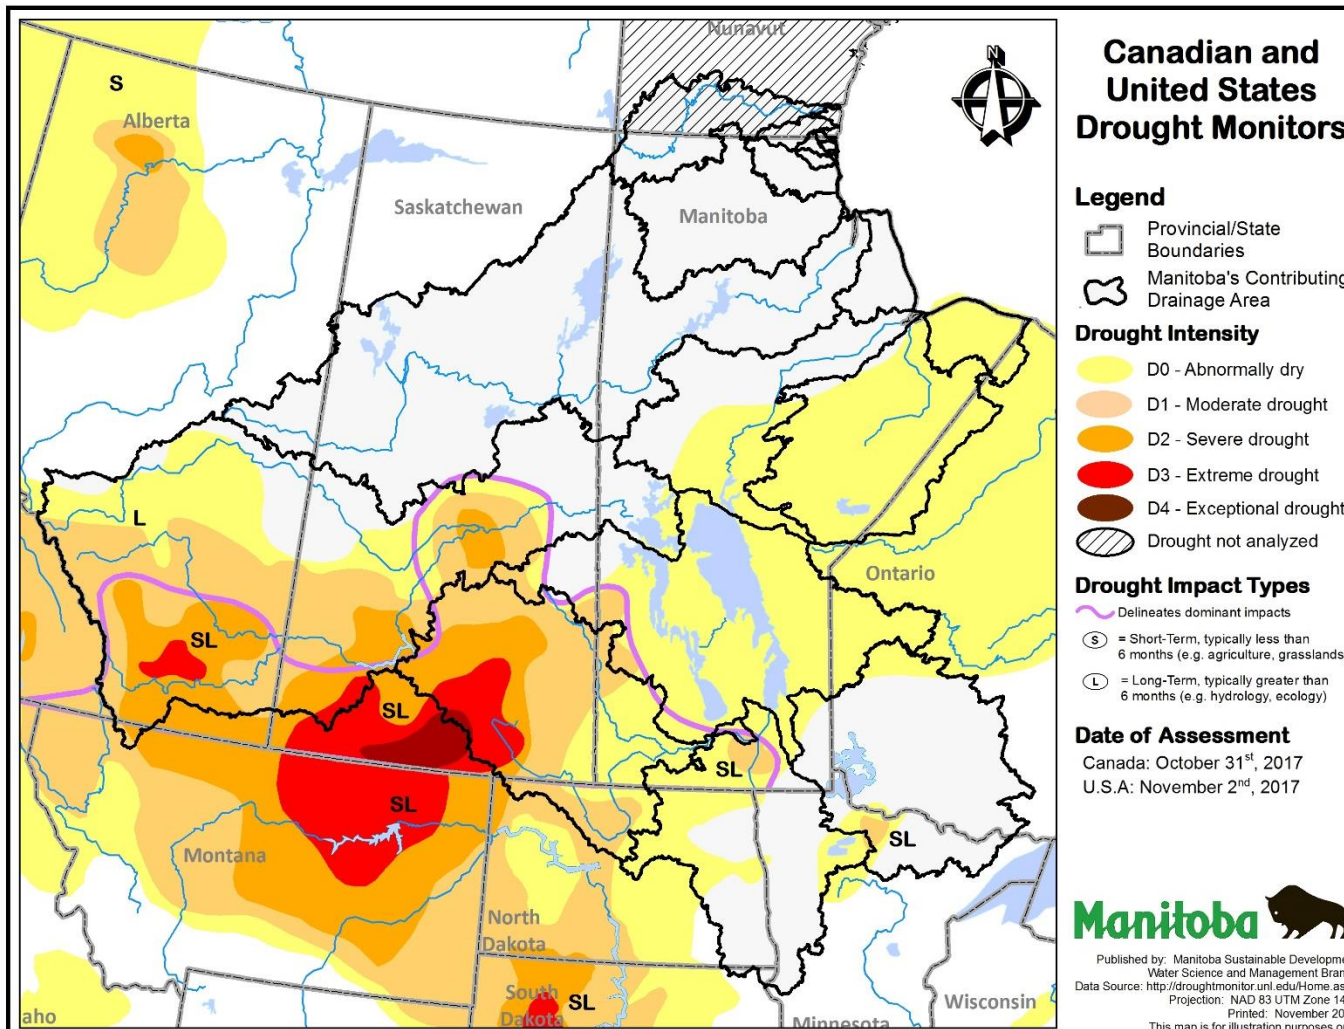 Nunavut
N
S
Alberta
Saskatchewan
Manitoba
L
Ontario
SL
SL
SL
SL
SL
Montana
North
Dakota
South
Dakota
SL
aho
Minnesota
Wisconsin
Canadian and
United States
Drought Monitors
Legend
Provincial/State
Boundaries
Manitoba's Contributing
Drainage Area
Drought Intensity
D0 - Abnormally dry
D1 - Moderate drought
D2 - Severe drought
D3 - Extreme drought
D4 - Exceptional drought
Drought not analyzed
Drought Impact Types
Delineates dominant impacts
S = Short-Term, typically less than
6 months (e.g. agriculture, grasslands
L = Long-Term, typically greater than
6 months (e.g. hydrology, ecology)
Date of Assessment
Canada: October 31st, 2017
U.S.A: November 2nd, 2017
Manitoba
Published by: Manitoba Sustainable Developme
Water Science and Management Bran
Data Source: http://droughtmonitor.unl.edu/Home.as
Projection: NAD 83 UTM Zone 14
Printed: November 20
This map is for illustration purposes o